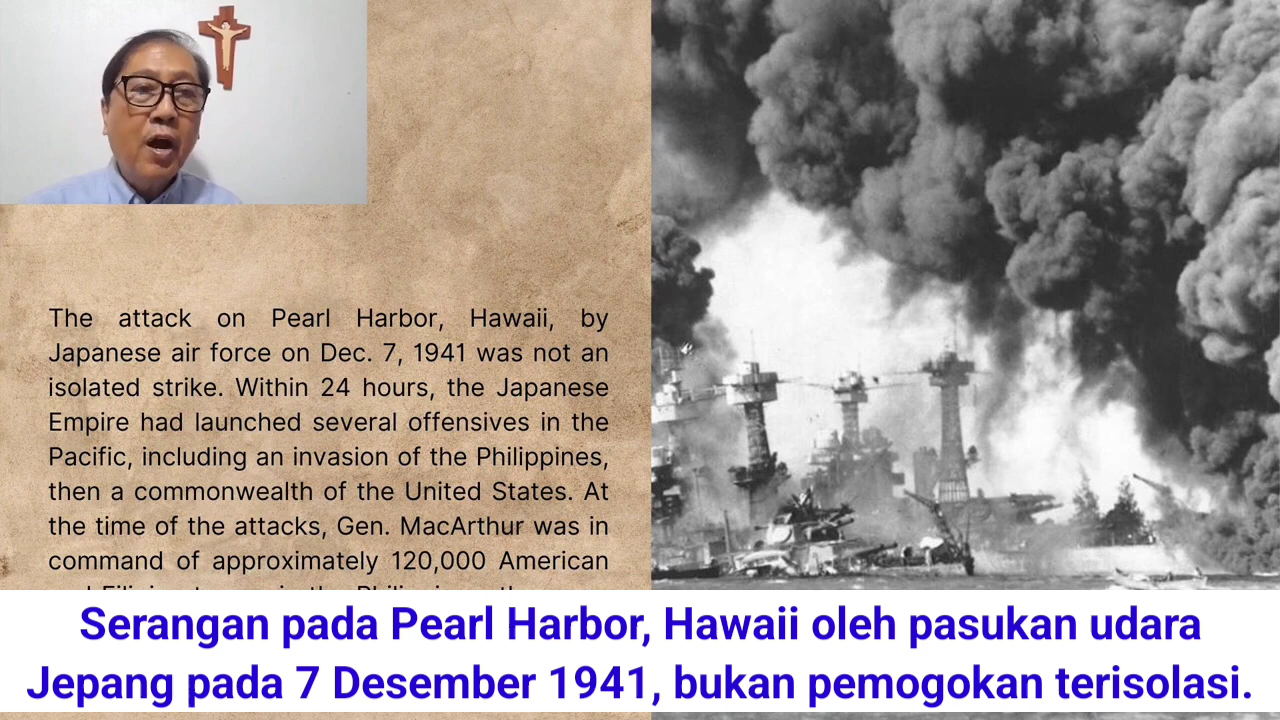 The attack on Pearl Harbor, Hawaii, by
Japanese air force on Dec. 7, 1941 was not an
isolated strike. Within 24 hours, the Japanese
Empire had launched several offensives in the
Pacific, including an invasion of the Philippines,
then a commonwealth of the United States. At
the time of the attacks, Gen. MacArthur was in
command of approximately 120,000 American
Serangan pada Pearl Harbor, Hawaii oleh pasukan udara
Jepang pada 7 Desember 1941, bukan pemogokan terisolasi.